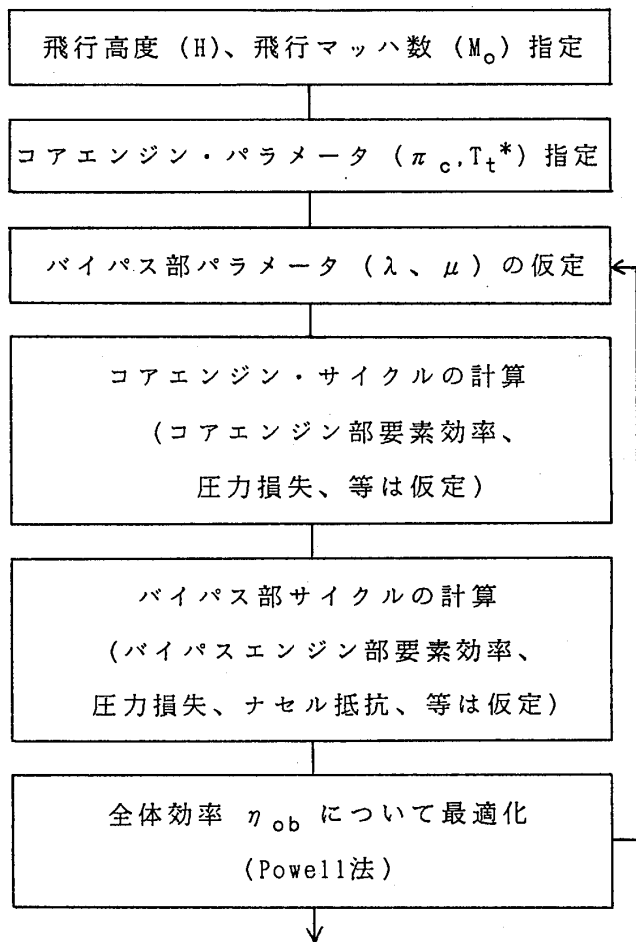 飛行高度 (H)、飛行マッハ数 (M₀) 指定
コアエンジン・パラメータ (π c,Tt*) 指定
バイパス部パラメータ (λ、μ) の仮定
コアエンジン・サイクルの計算
(コアエンジン部要素効率、
圧力損失、等は仮定)
バイパス部サイクルの計算
(バイパスエンジン部要素効率、
圧力損失、ナセル抵抗、等は仮定)
全体効率 η ob について最適化
(Powell法)